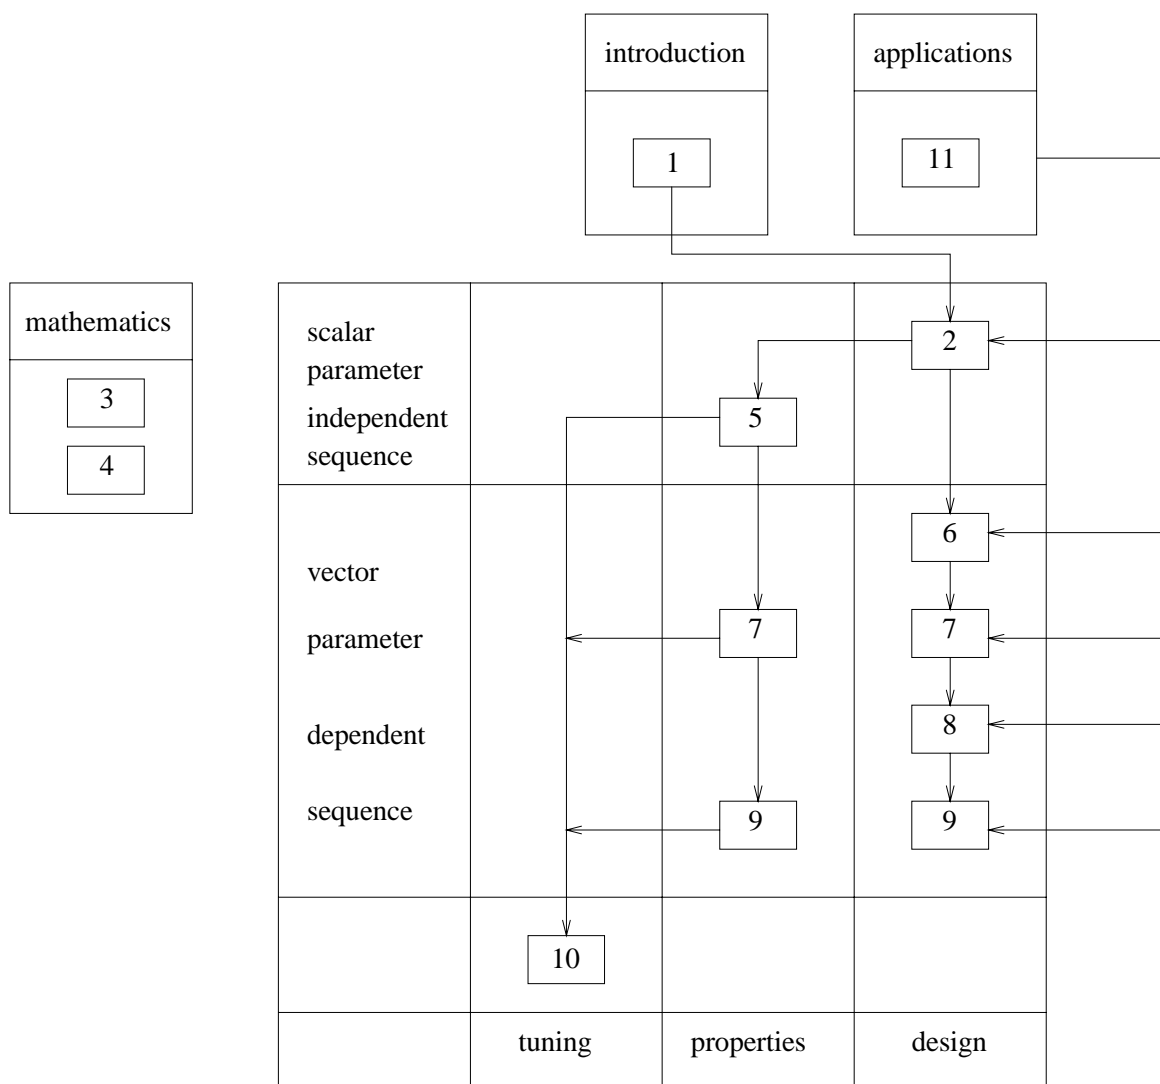 introduction
applications
1
11
mathematics
3
4
scalar
parameter
independent
sequence
2
5
vector
parameter
dependent
sequence
6
7
7
8
9
9
10
tuning
properties
design